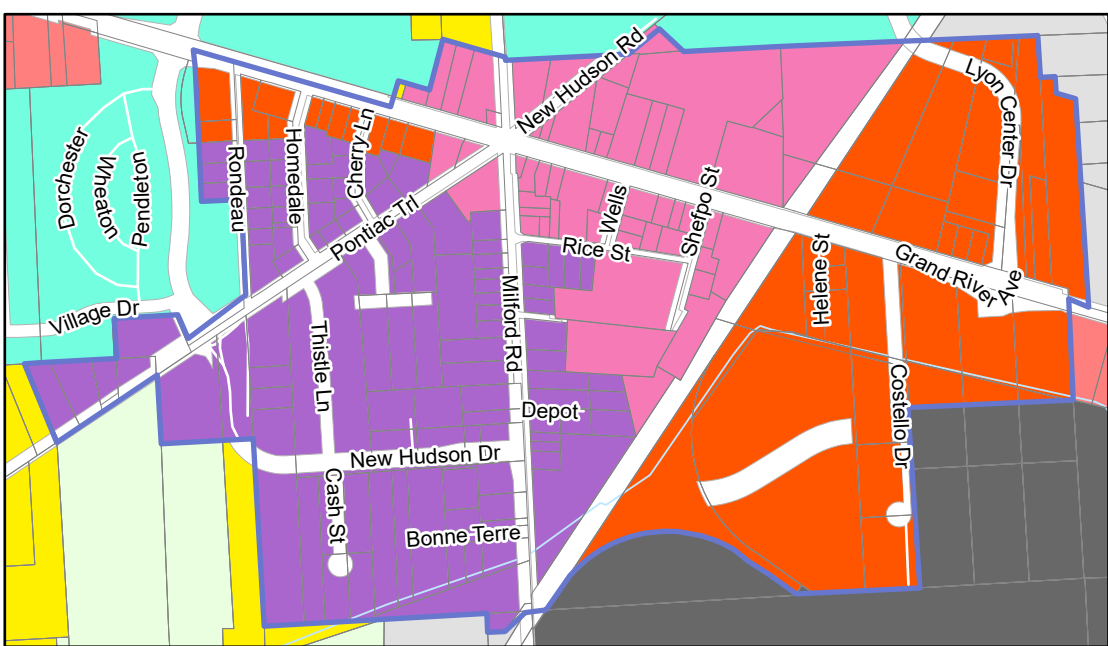 New Hudson Rd
Lyon Center Dr
Cherry Ln
Homedale
Rondeau
Dorchester
Wheaton
Pendleton
Pontiac Trl
Wells
Shefpo St
Rice St
Helene St
Grand River Ave
Village Dr
Milford Rd
Thistle Ln
Costello Dr
Depot
New Hudson Dr
Cash St
Bonne Terre